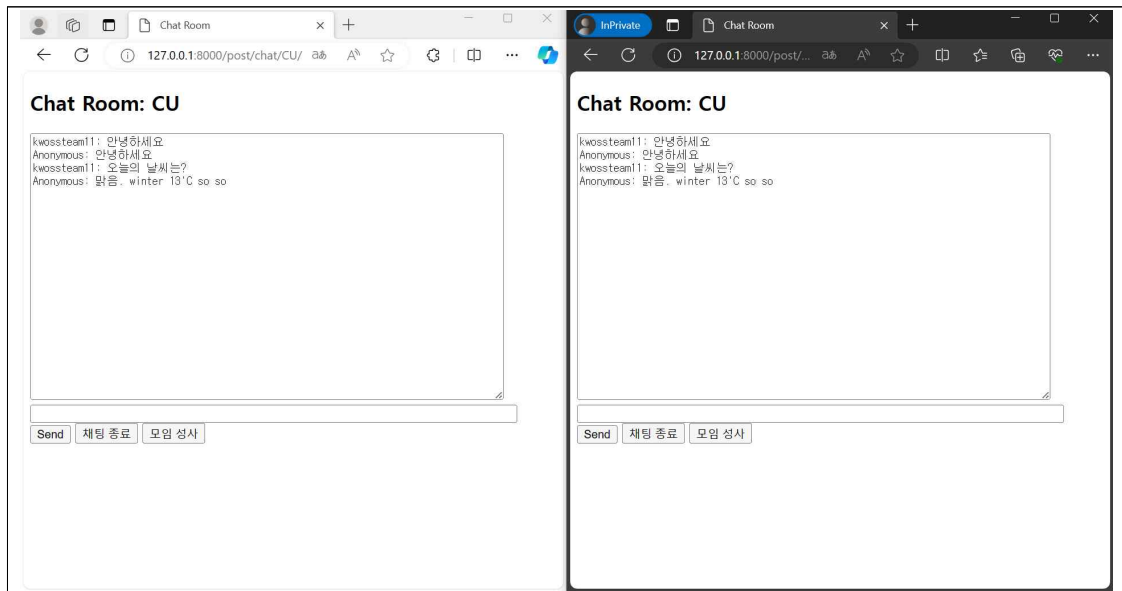 Chat Room
127.0.0.1:8000/post/chat/CU/
Chat Room: CU
kwossteam11: 안녕하세요
Anonymous: 안녕하세요
kwossteam11: 오늘의 날씨는?
Anonymous: 맑음. winter 13'C so so
Send 채팅 종료 모임 성사
InPrivate Chat Room
127.0.0.1:8000/post/...
Chat Room: CU
kwossteam11: 안녕하세요
Anonymous: 안녕하세요
kwossteam11: 오늘의 날씨는?
Anonymous: 맑음. winter 13'C so so
Send 채팅 종료 모임 성사